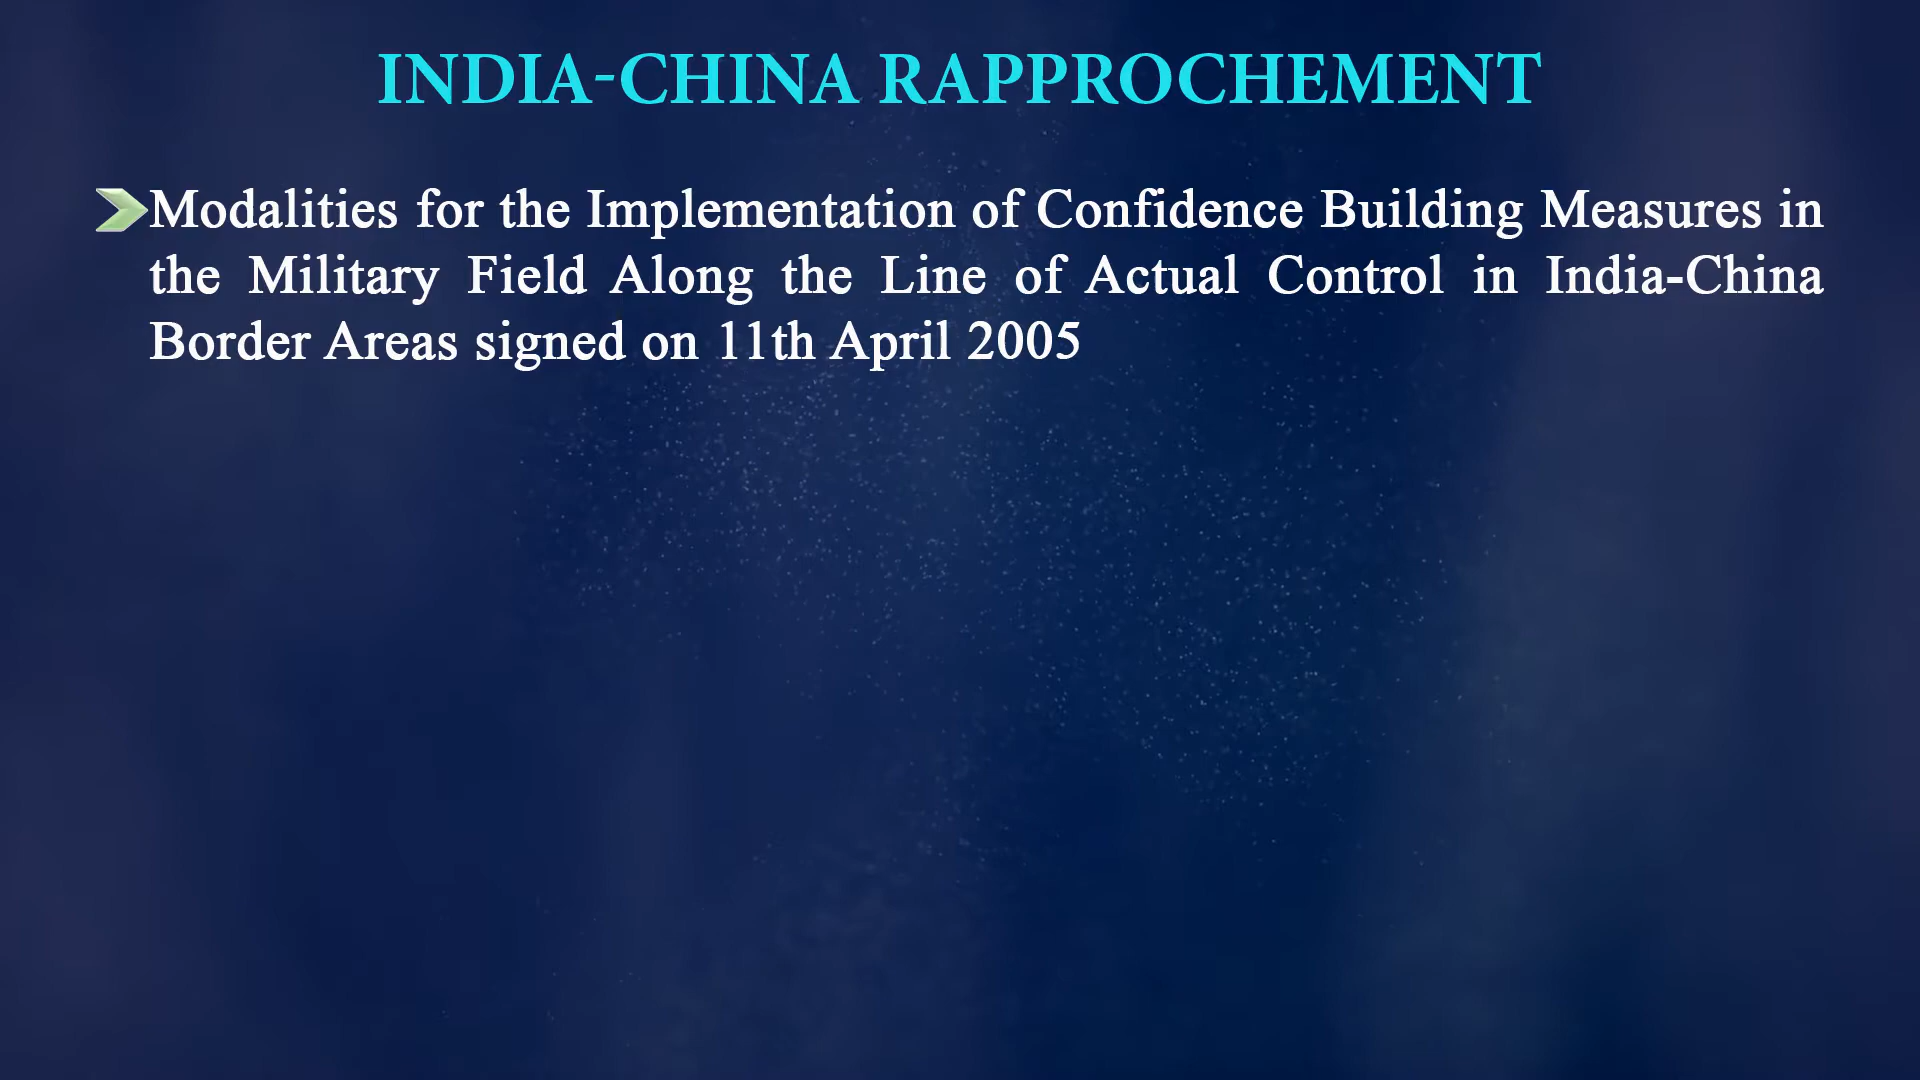 INDIA-CHINA RAPPROCHEMENT
Modalities for the Implementation of Confidence Building Measures in
the Military Field Along the Line of Actual Control in India-China
Border Areas signed on 11th April 2005